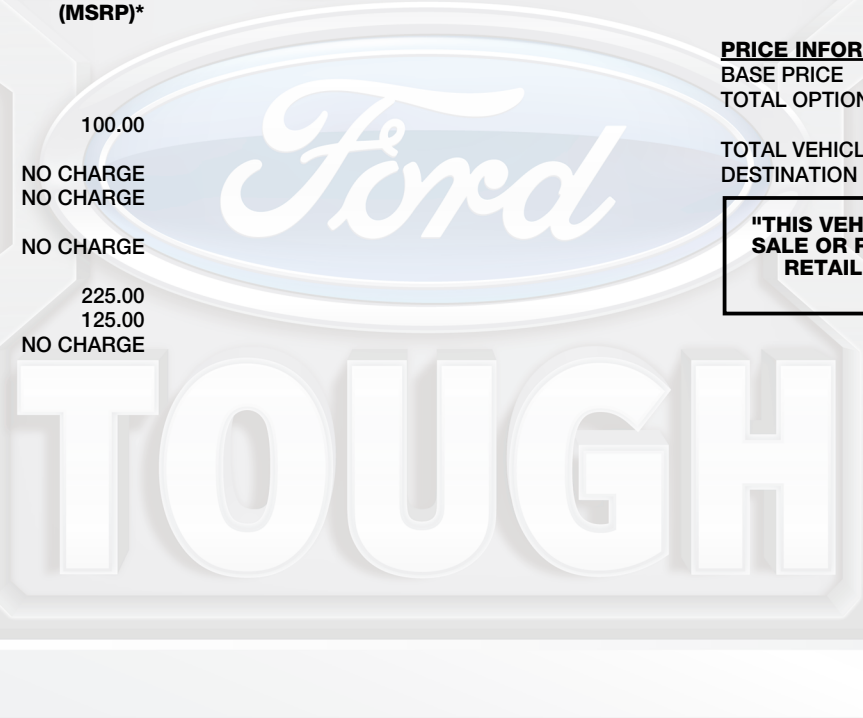 (MSRP)*
100.00
NO CHARGE
NO CHARGE
NO CHARGE
225.00
125.00
NO CHARGE
PRICE INFOR
BASE PRICE
TOTAL OPTION
TOTAL VEHICL
DESTINATION
"THIS VEH
SALE OR F
RETAIL
Ford
TOUGH